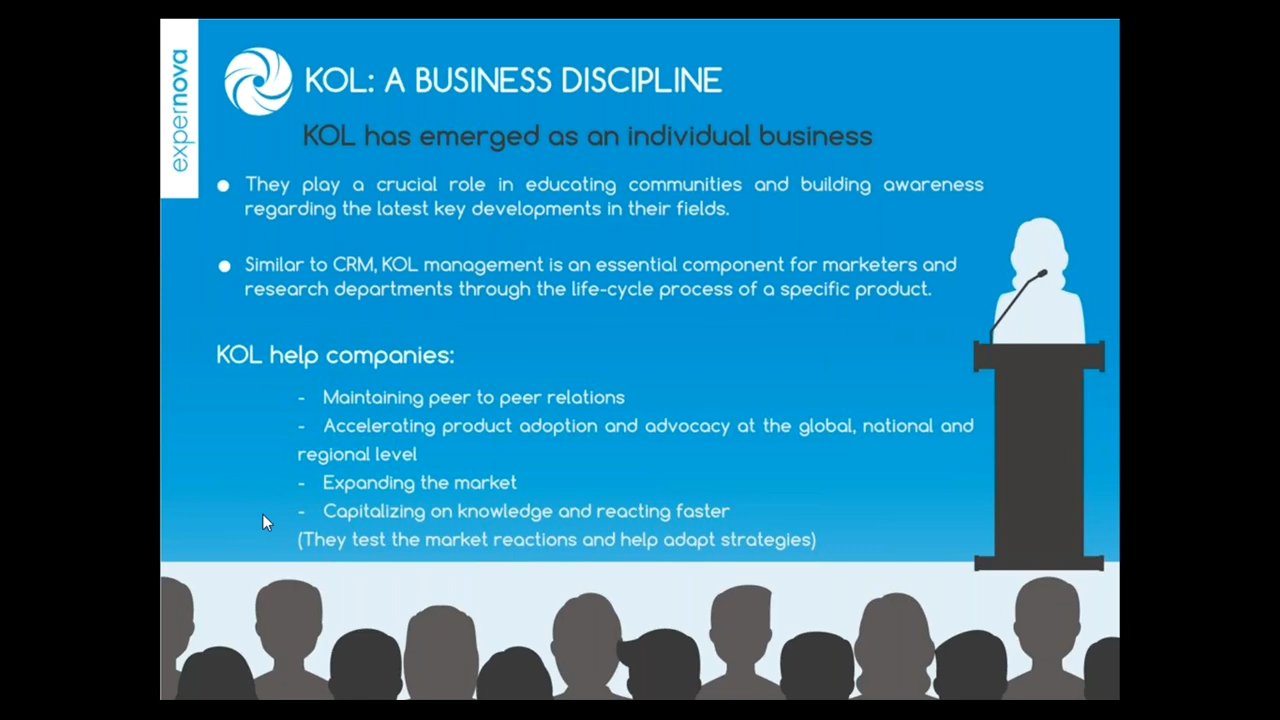 expernova
KOL: A BUSINESS DISCIPLINE
KOL has emerged as an individual business
● They play a crucial role in educating communities and building awareness
regarding the latest key developments in their fields.
● Similar to CRM, KOL management is an essential component for marketers and
research departments through the life-cycle process of a specific product.
KOL help companies:
- Maintaining peer to peer relations
- Accelerating product adoption and advocacy at the global, national and
regional level
- Expanding the market
- Capitalizing on knowledge and reacting faster
(They test the market reactions and help adapt strategies)